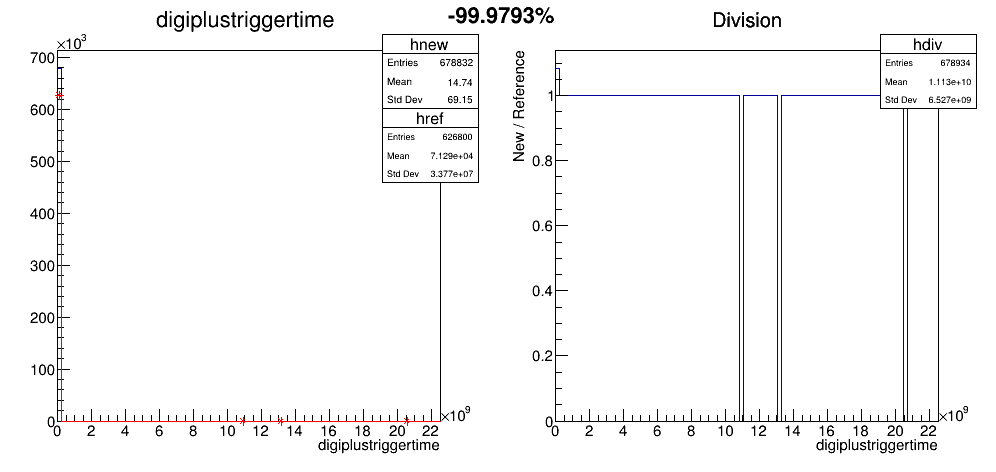 -99.9793%
digiplustriggertime
×10³
700
600
500
400
300
200
100
0
0 2 4 6 8 10 12 14 16 18 20 22
×10⁹
digiplustriggertime
hnew
Entries 678832
Mean 14.74
Std Dev 69.15
href
Entries 626800
Mean 7.129e+04
Std Dev 3.377e+07
Division
New / Reference
1
0.8
0.6
0.4
0.2
0
0 2 4 6 8 10 12 14 16 18 20 22
×10⁹
digiplustriggertime
hdiv
Entries 678934
Mean 1.113e+10
Std Dev 6.527e+09